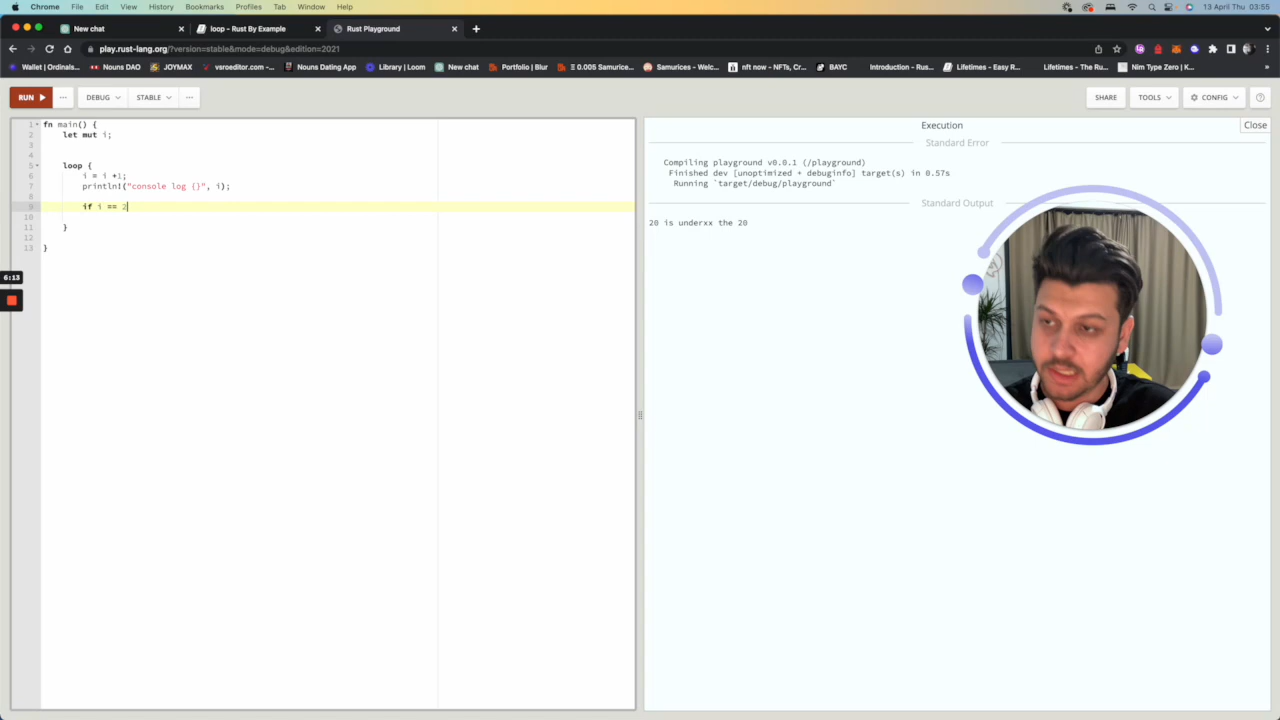 Chrome File Edit View History Bookmarks Profiles Tab Window Help 13 April Thu 03:55
New chat loop - Rust By Example Rust Playground
play.rust-lang.org/?version=stable&mode=debug&edition=2021
Wallet | Ordinals... Nouns DAO JOYMAX vsroeditor.com -... Nouns Dating App Library | Loom New chat Portfolio | Blur Ξ 0.005 Samurice... Samurices - Welc... nft now - NFTs, Cr... BAYC Introduction - Rus... Lifetimes - Easy R... Lifetimes - The Ru... Nim Type Zero | K... »
RUN ... DEBUG STABLE ... SHARE TOOLS CONFIG
1 fn main() {
2 let mut i;
3
4
5 loop {
6 i = i +1;
7 println!("console log {}", i);
8
9 if i == 2
10
11 }
12
13 }
6:13
Execution
Close
Standard Error
Compiling playground v0.0.1 (/playground)
Finished dev [unoptimized + debuginfo] target(s) in 0.57s
Running `target/debug/playground`
Standard Output
20 is underxx the 20